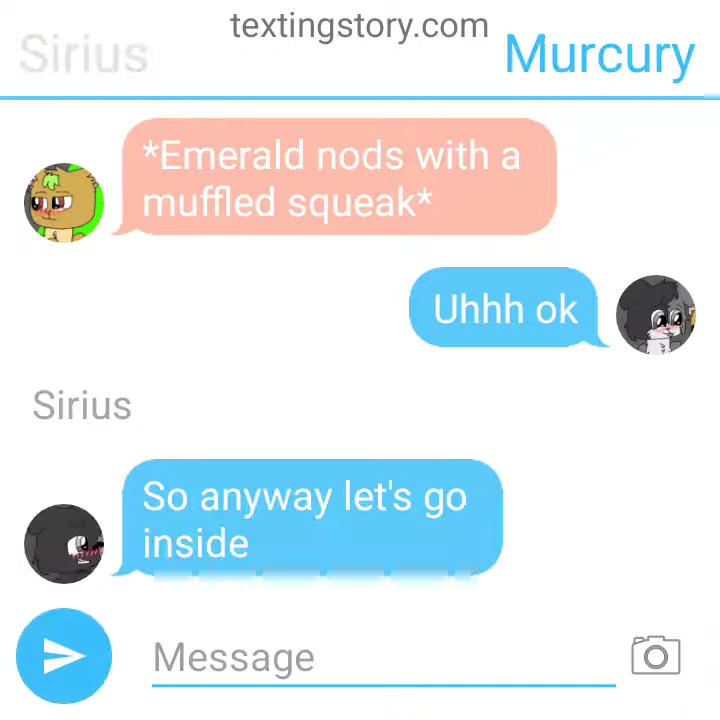 textingstory.com
Sirius
Murcury
*Emerald nods with a
muffled squeak*
Uhhh ok
Sirius
So anyway let's go
inside
Message